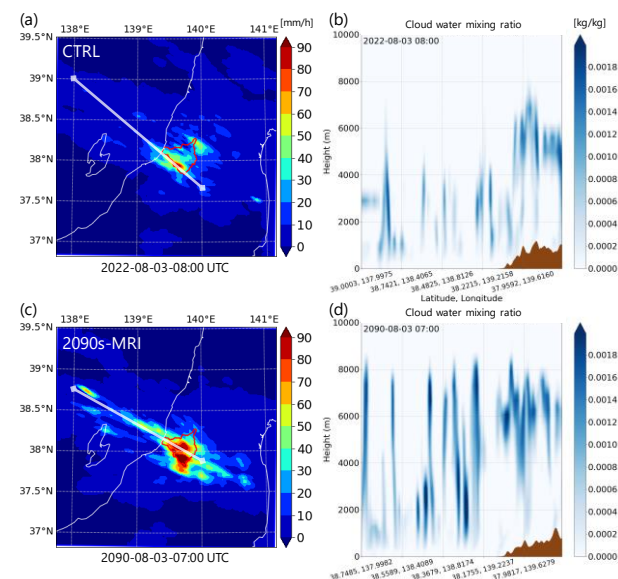 (a)
138°E 139°E 140°E 141°E [mm/h]
39.5°N
39°N
38.5°N
38°N
37.5°N
37°N
CTRL
90
80
70
60
50
40
30
20
10
0
2022-08-03-08:00 UTC
(b)
Cloud water mixing ratio
[kg/kg]
2022-08-03 08:00
Height (m)
10000
8000
6000
4000
2000
0
0.0018
0.0016
0.0014
0.0012
0.0010
0.0008
0.0006
0.0004
0.0002
0.0000
39.0003, 137.9975
38.7421, 138.4065
38.4825, 138.8126
38.2215, 139.2158
37.9592, 139.6160
Latitude, Longitude
(c)
138°E 139°E 140°E 141°E
39.5°N
39°N
38.5°N
38°N
37.5°N
37°N
2090s-MRI
90
80
70
60
50
40
30
20
10
0
2090-08-03-07:00 UTC
(d)
Cloud water mixing ratio
2090-08-03 07:00
Height (m)
10000
8000
6000
4000
2000
0
0.0018
0.0016
0.0014
0.0012
0.0010
0.0008
0.0006
0.0004
0.0002
0.0000
38.7485, 137.9982
38.5589, 138.4089
38.3679, 138.8174
38.1755, 139.2237
37.9817, 139.6279